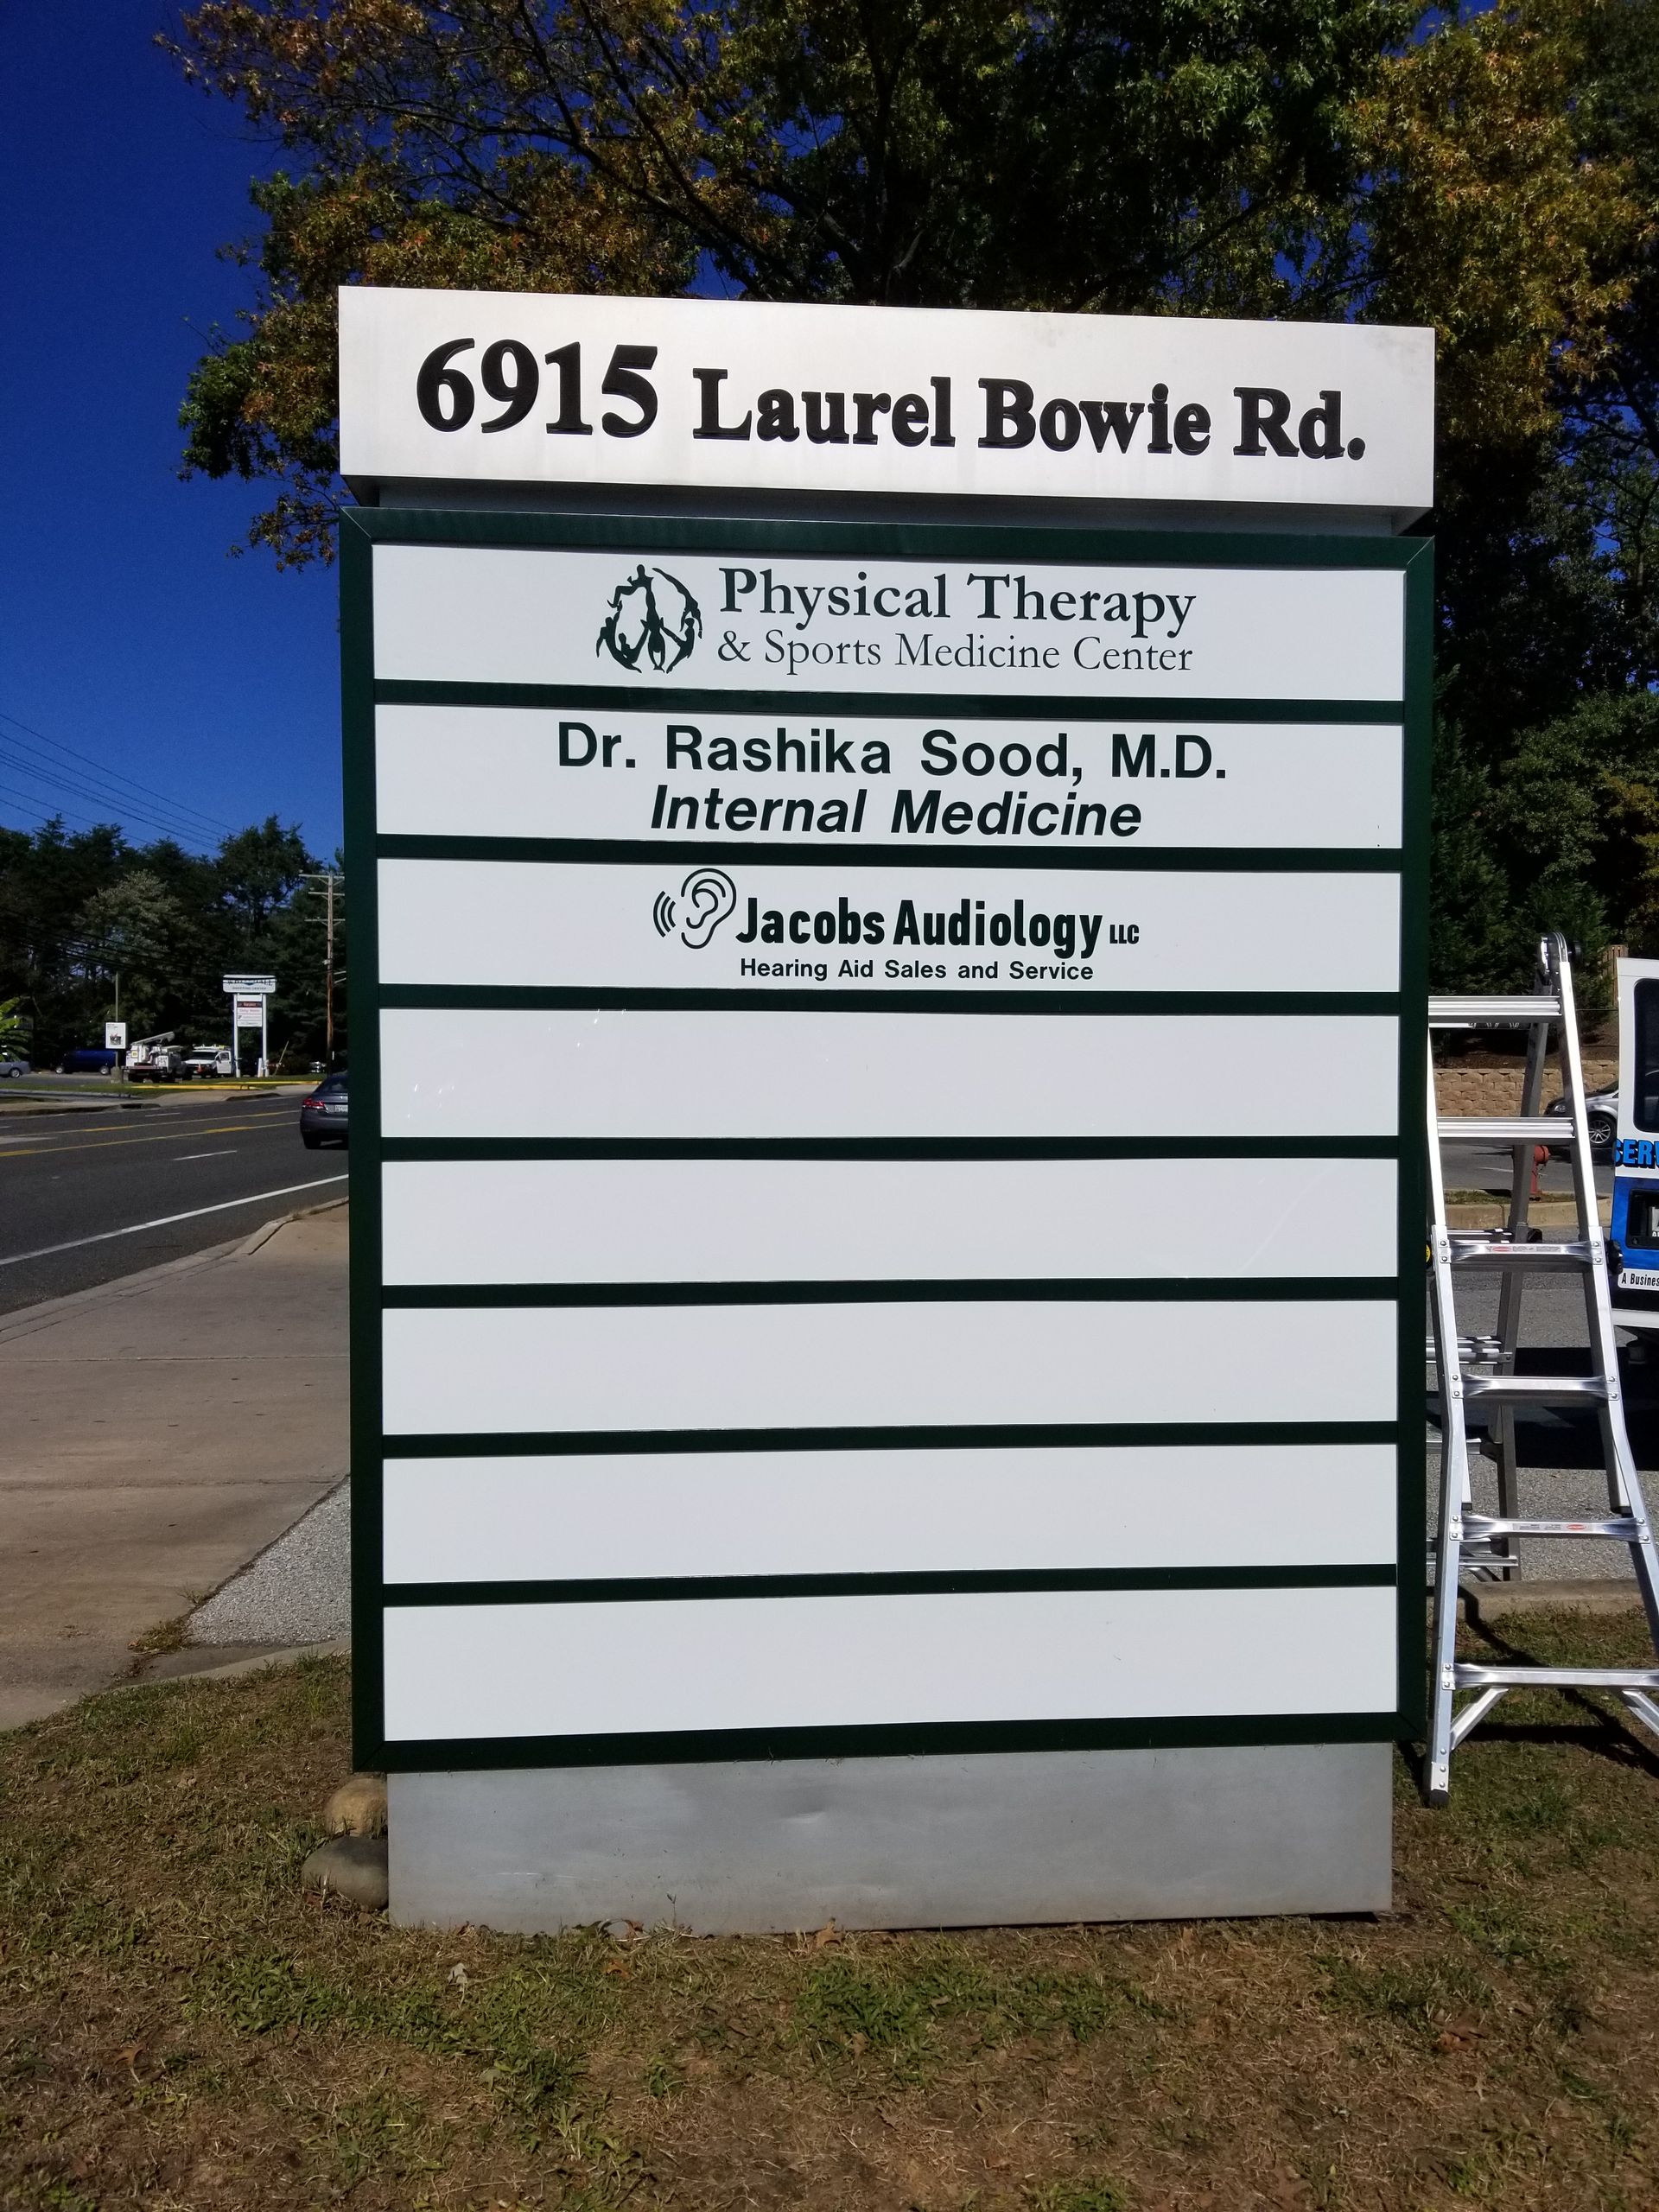 6915 Laurel Bowie Rd.
Physical Therapy
& Sports Medicine Center
Dr. Rashika Sood, M.D.
Internal Medicine
Jacobs Audiology LLC
Hearing Aid Sales and Service
A Busines